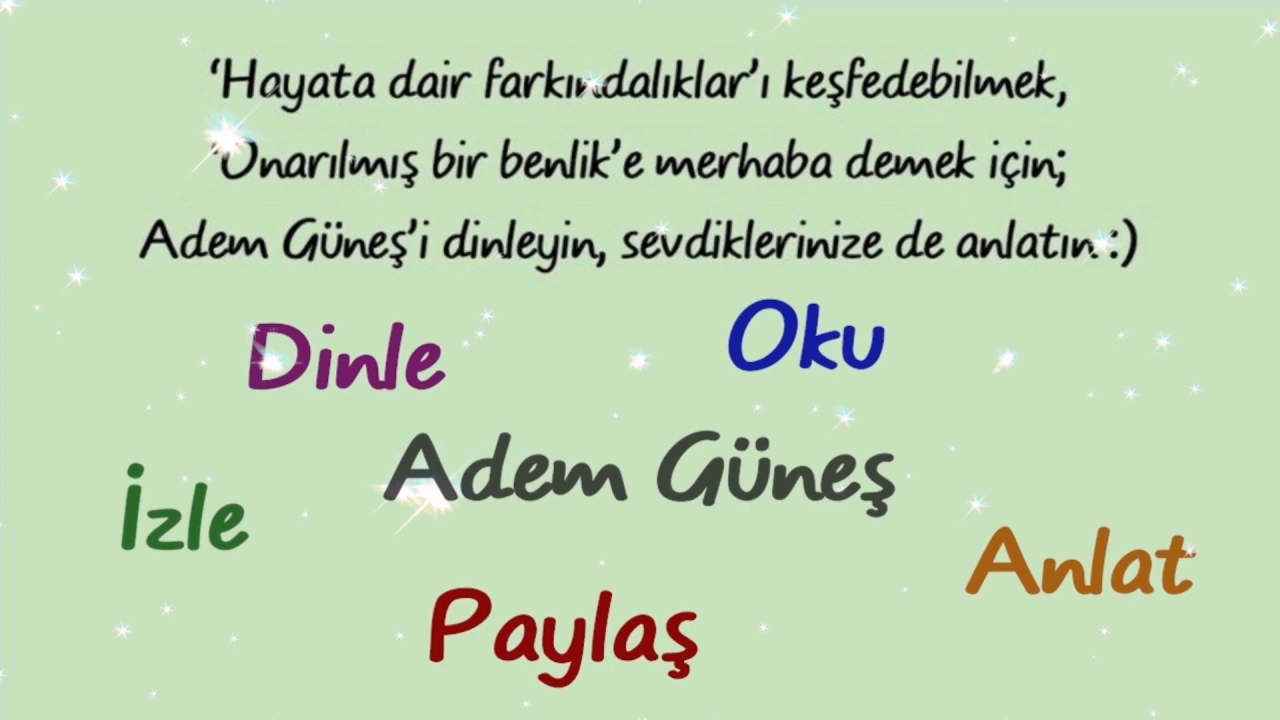 ‘Hayata dair farkındalıklar’ı keşfedebilmek,
‘Onarılmış bir benlik’e merhaba demek için;
Adem Güneş’i dinleyin, sevdiklerinize de anlatın :)
Dinle
Oku
Adem Güneş
İzle
Anlat
Paylaş